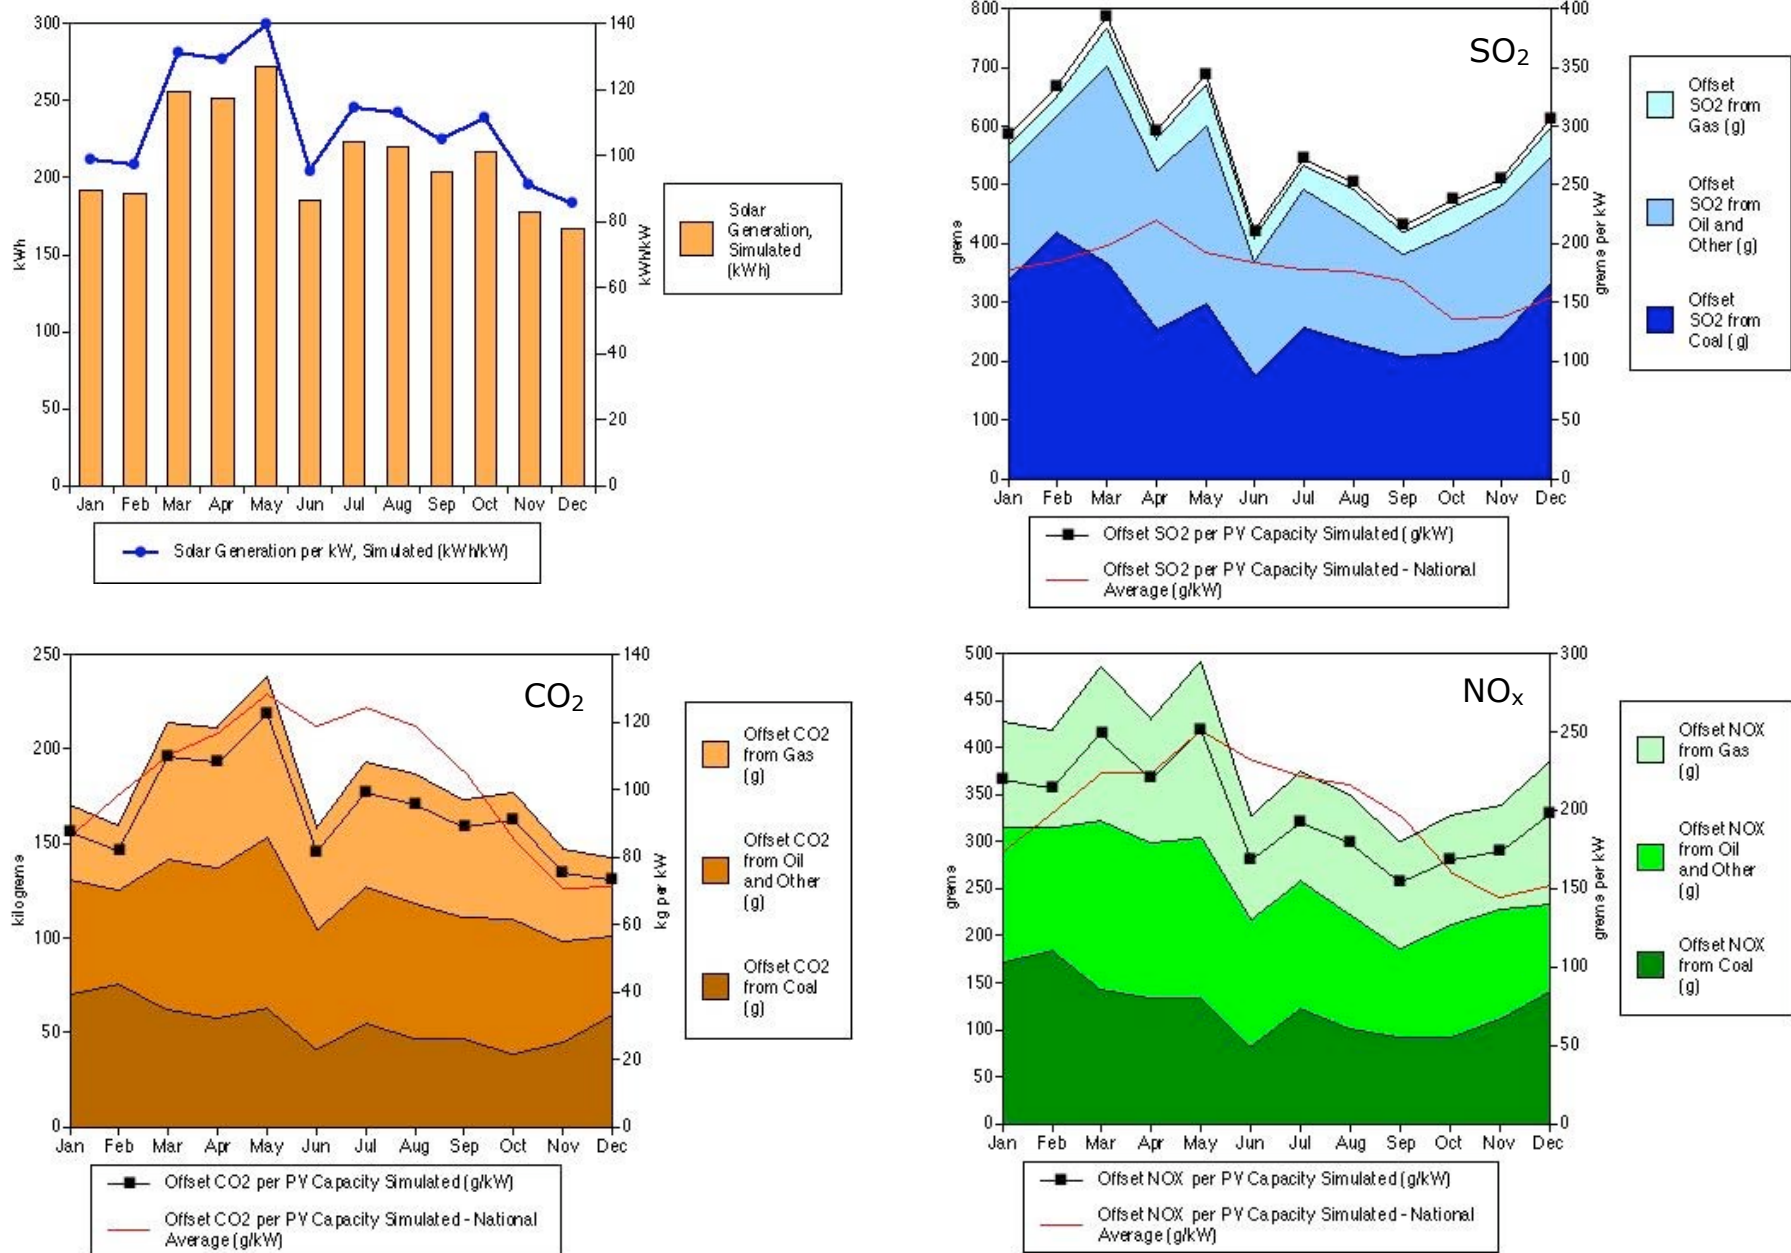 300
250
200
150
100
50
0
kWh
140
120
100
80
60
40
20
0
kWh/kW
Jan Feb Mar Apr May Jun Jul Aug Sep Oct Nov Dec
Solar
Generation,
Simulated
(kWh)
Solar Generation per kW, Simulated (kWh/kW)
SO2
800
700
600
500
400
300
200
100
0
grams
400
350
300
250
200
150
100
50
0
grams per kW
Jan Feb Mar Apr May Jun Jul Aug Sep Oct Nov Dec
Offset
SO2 from
Gas (g)
Offset
SO2 from
Oil and
Other (g)
Offset
SO2 from
Coal (g)
Offset SO2 per PV Capacity Simulated (g/kW)
Offset SO2 per PV Capacity Simulated - National
Average (g/kW)
CO2
250
200
150
100
50
0
kilograms
140
120
100
80
60
40
20
0
kg per kW
Jan Feb Mar Apr May Jun Jul Aug Sep Oct Nov Dec
Offset CO2
from Gas
(g)
Offset CO2
from Oil
and Other
(g)
Offset CO2
from Coal
(g)
Offset CO2 per PV Capacity Simulated (g/kW)
Offset CO2 per PV Capacity Simulated - National
Average (g/kW)
NOx
500
450
400
350
300
250
200
150
100
50
0
grams
300
250
200
150
100
50
0
grams per kW
Jan Feb Mar Apr May Jun Jul Aug Sep Oct Nov Dec
Offset NOX
from Gas
(g)
Offset NOX
from Oil
and Other
(g)
Offset NOX
from Coal
(g)
Offset NOX per PV Capacity Simulated (g/kW)
Offset NOX per PV Capacity Simulated - National
Average (g/kW)